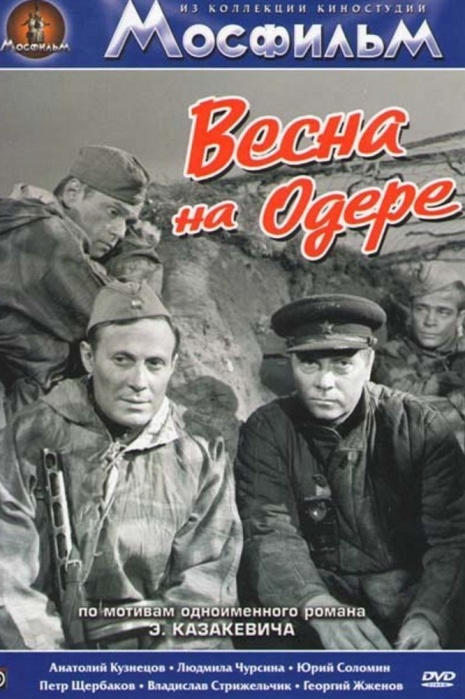 ИЗ КОЛЛЕКЦИИ КИНОСТУДИИ
МОСФИЛЬМ
МОСФИЛЬМ
Весна
на Одере
по мотивам одноименного романа
Э. КАЗАКЕВИЧА
Анатолий Кузнецов • Людмила Чурсина • Юрий Соломин
Петр Щербаков • Владислав Стрижельчик • Георгий Жженов
DVD